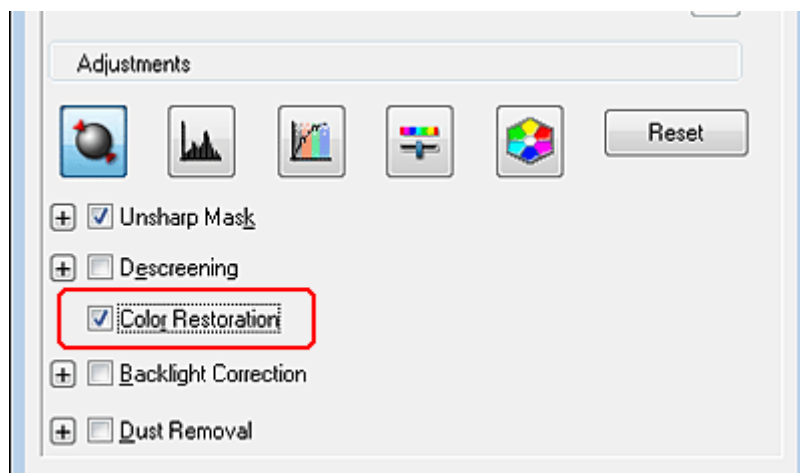 Adjustments
Reset
Unsharp Mask
Descreening
Color Restoration
Backlight Correction
Dust Removal